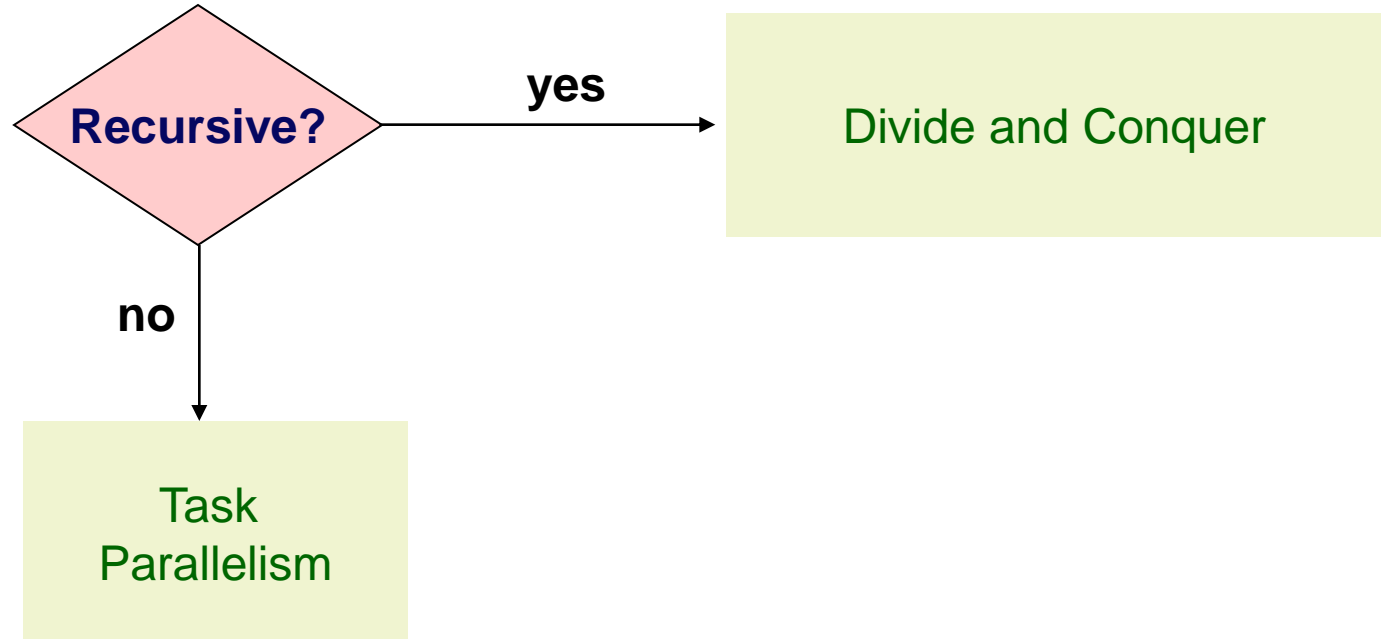 yes
Recursive?
Divide and Conquer
no
Task
Parallelism